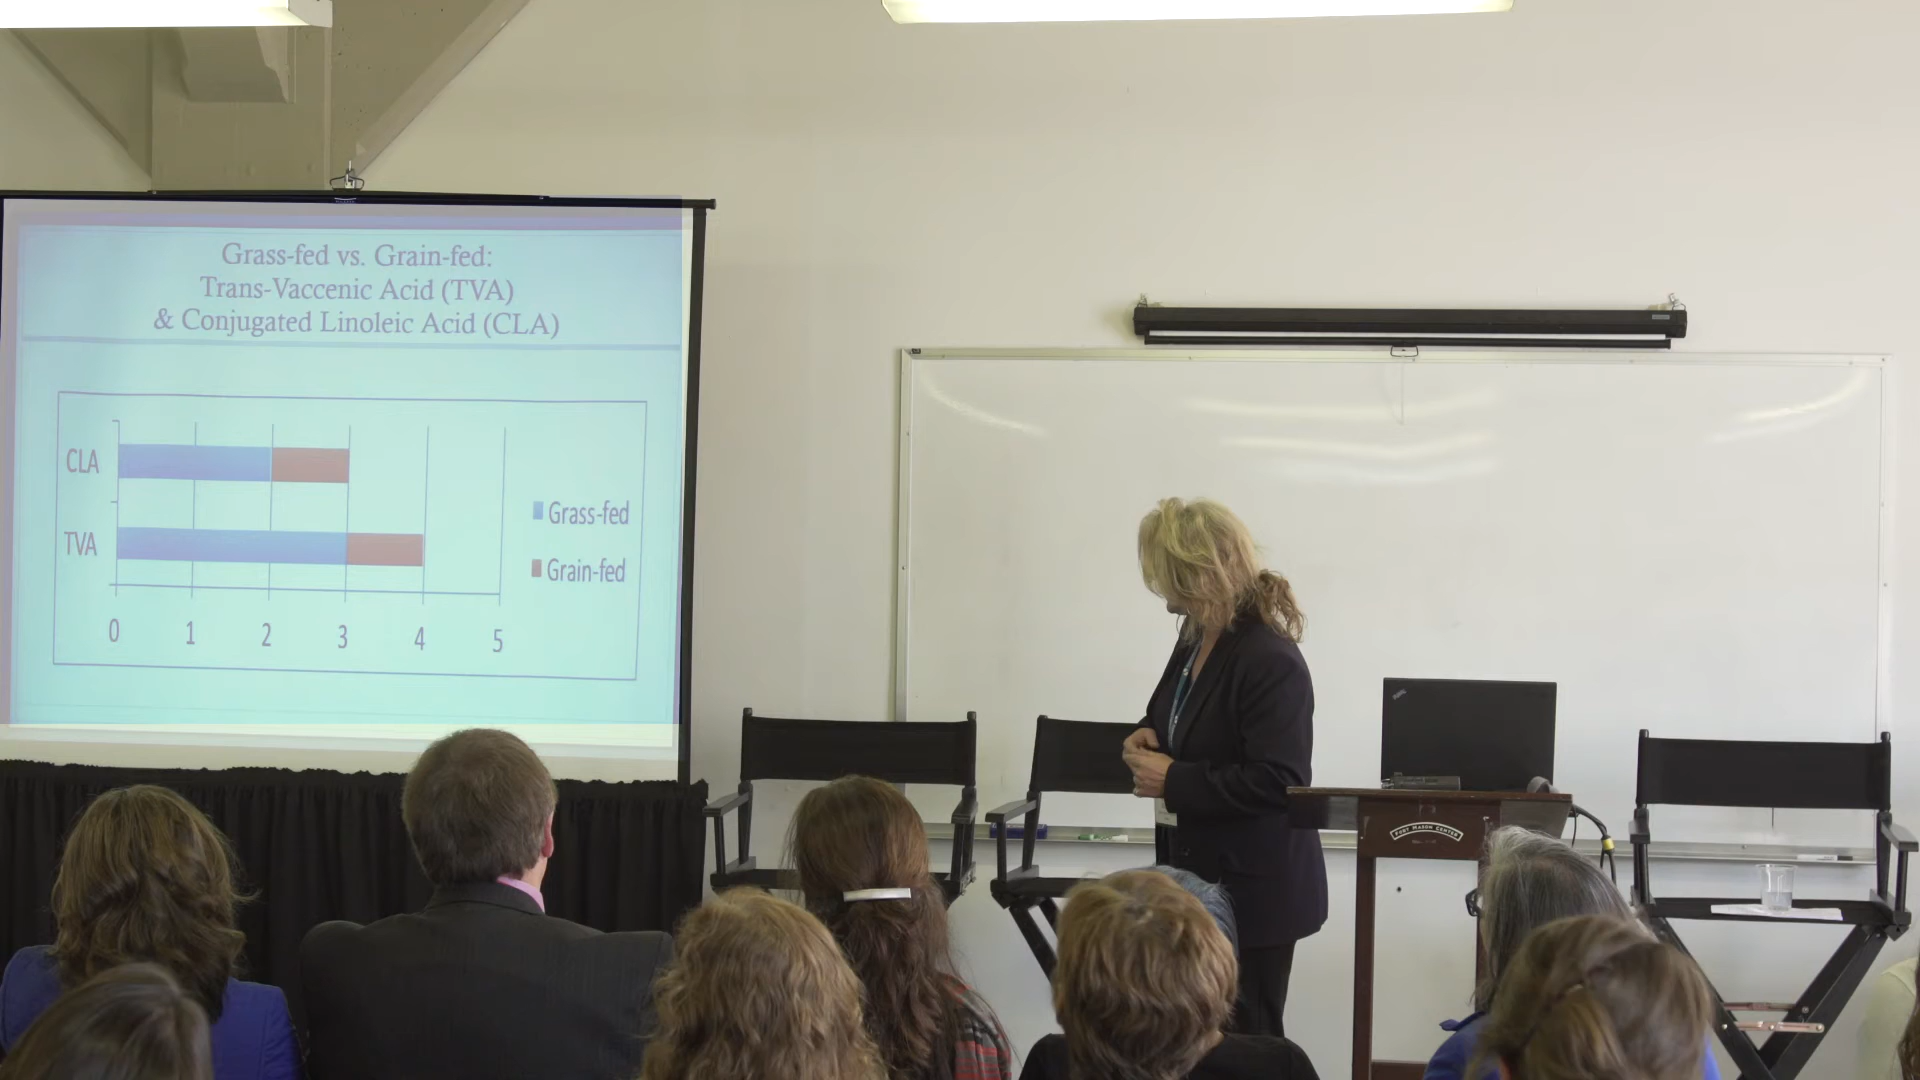 Grass-fed vs. Grain-fed:
Trans-Vaccenic Acid (TVA)
& Conjugated Linoleic Acid (CLA)
CLA
TVA
0 1 2 3 4 5
Grass-fed
Grain-fed
FORT MASON CENTER